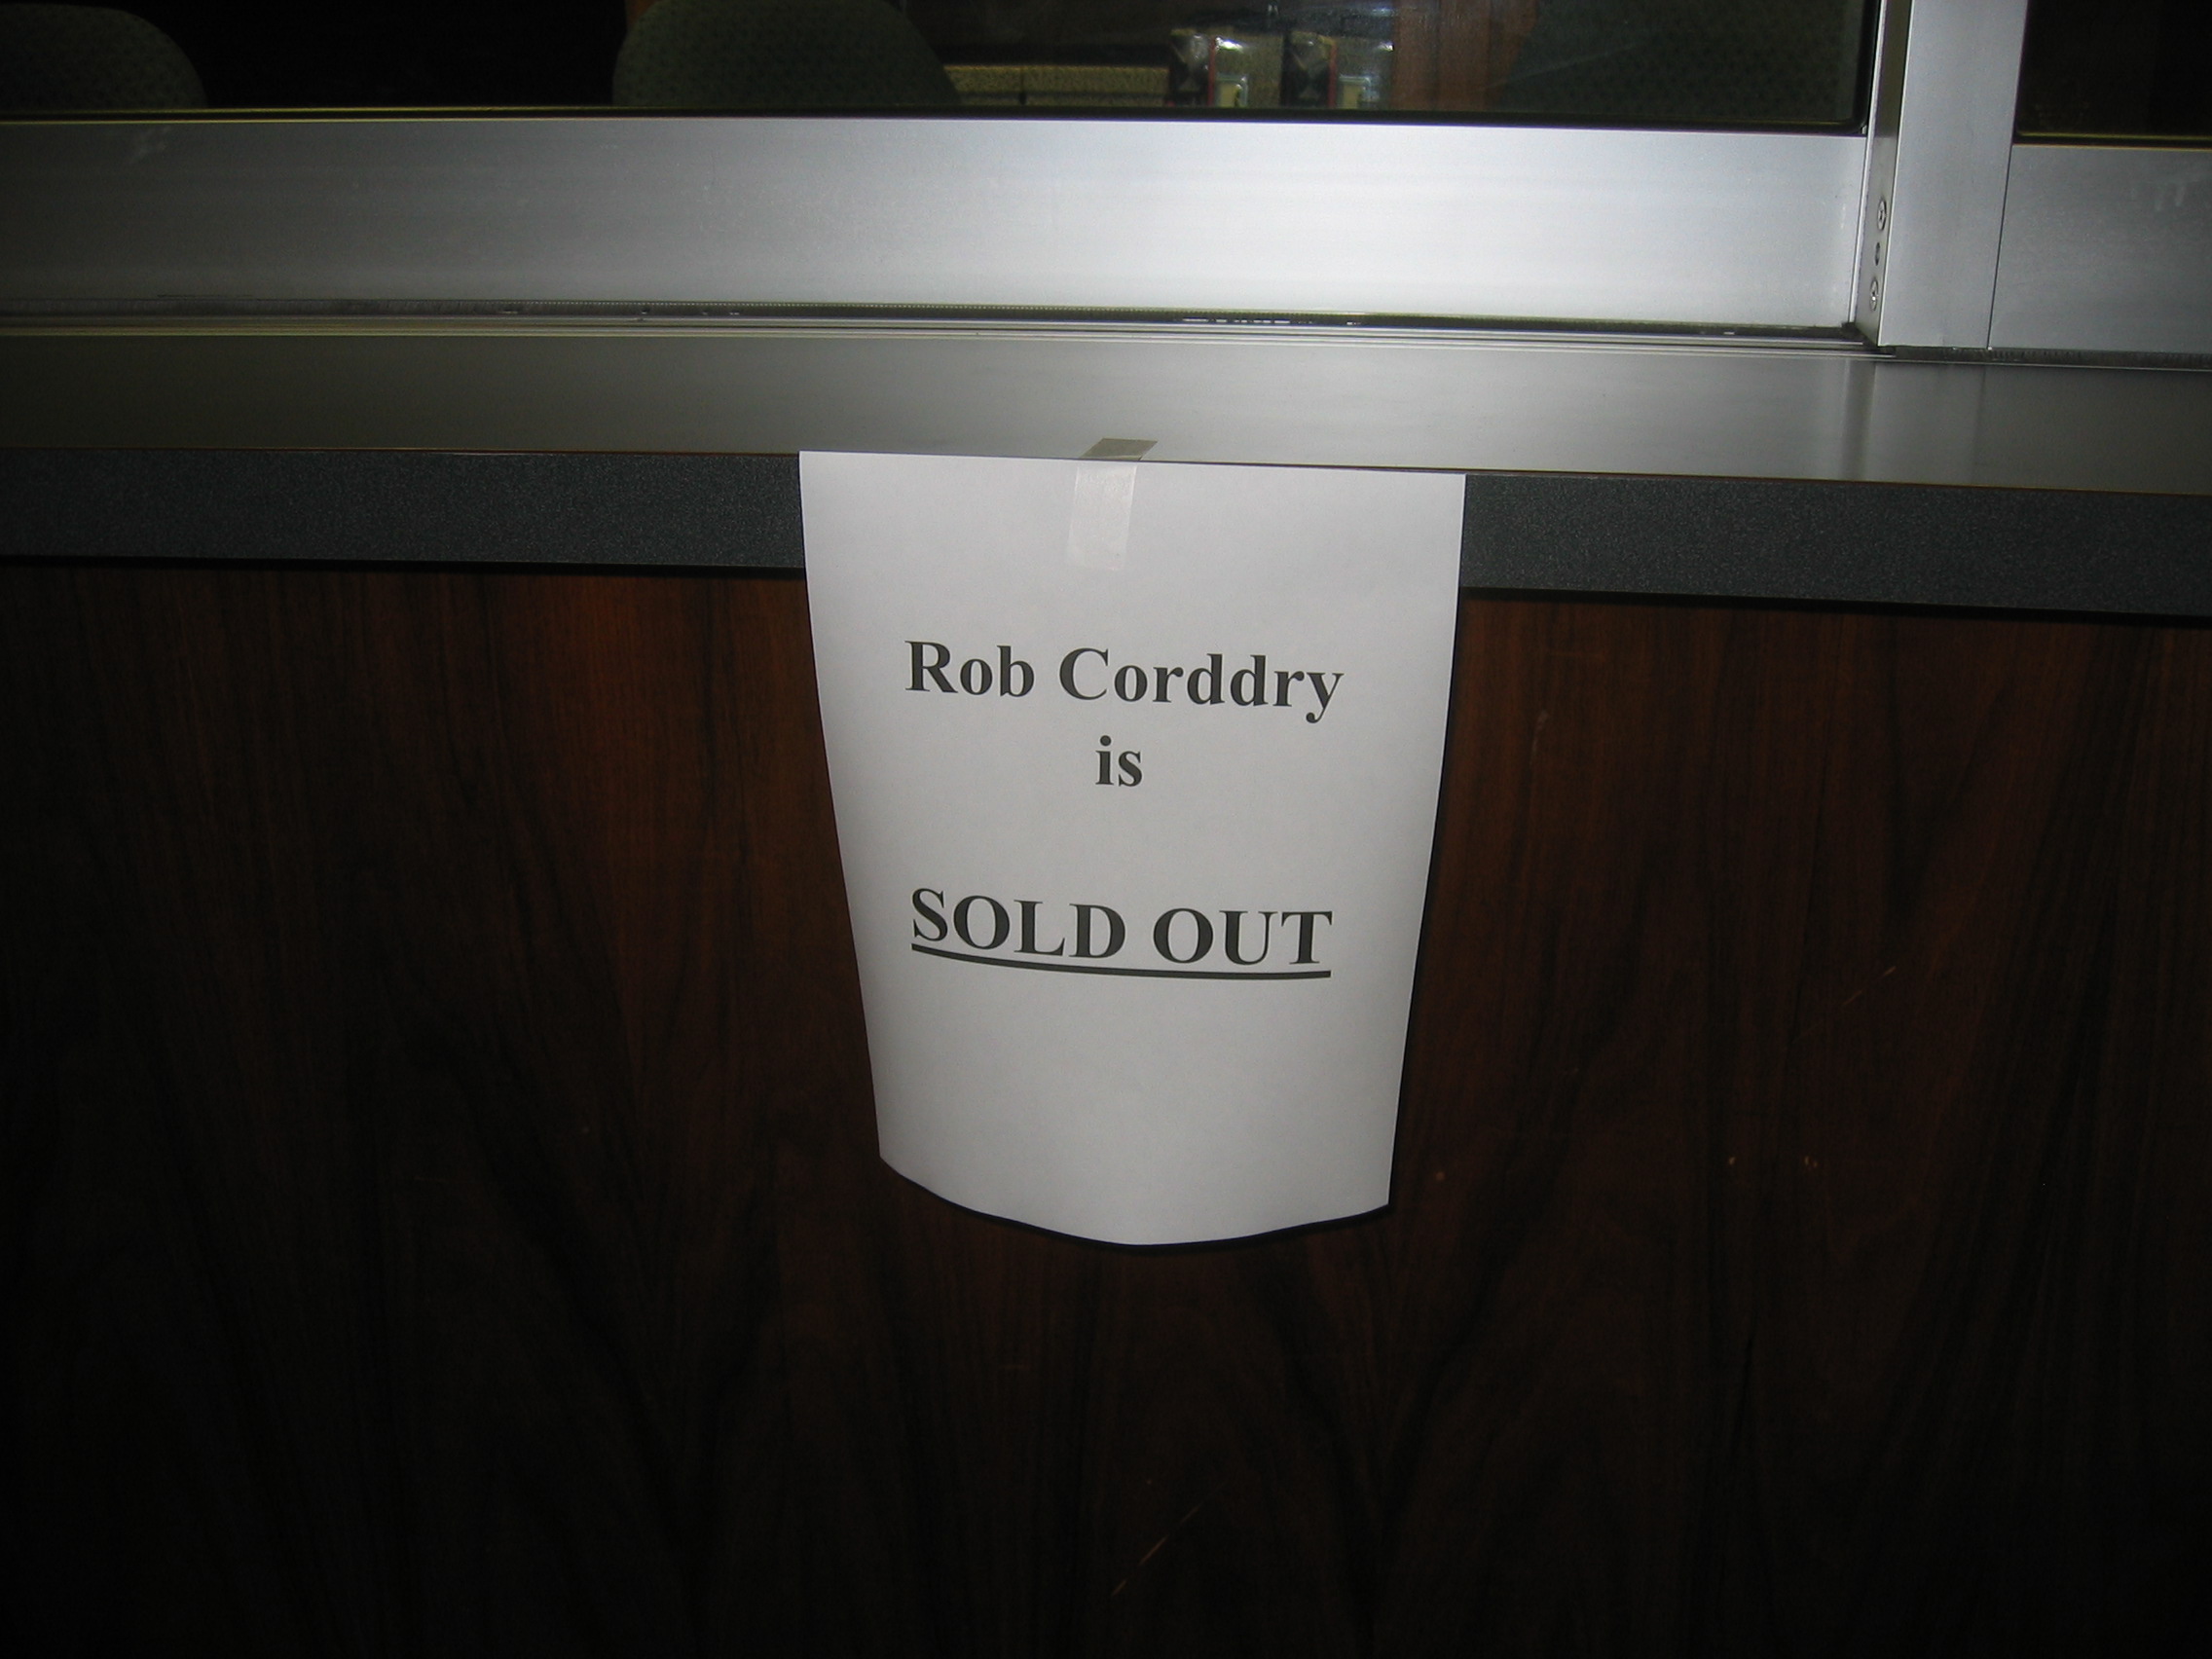 Rob Corddry
is
SOLD OUT